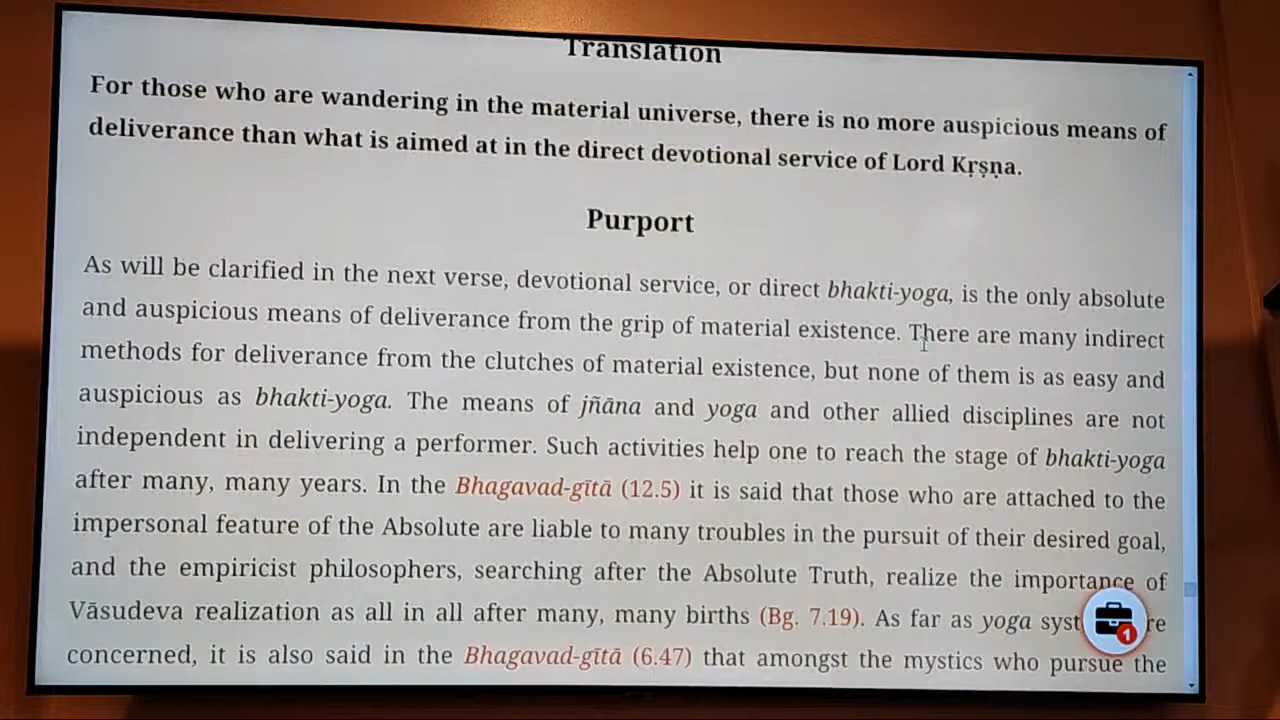 Translation
For those who are wandering in the material universe, there is no more auspicious means of
deliverance than what is aimed at in the direct devotional service of Lord Kṛṣṇa.
Purport
As will be clarified in the next verse, devotional service, or direct bhakti-yoga, is the only absolute
and auspicious means of deliverance from the grip of material existence. There are many indirect
methods for deliverance from the clutches of material existence, but none of them is as easy and
auspicious as bhakti-yoga. The means of jñāna and yoga and other allied disciplines are not
independent in delivering a performer. Such activities help one to reach the stage of bhakti-yoga
after many, many years. In the Bhagavad-gītā (12.5) it is said that those who are attached to the
impersonal feature of the Absolute are liable to many troubles in the pursuit of their desired goal,
and the empiricist philosophers, searching after the Absolute Truth, realize the importance of
Vāsudeva realization as all in all after many, many births (Bg. 7.19). As far as yoga syst re
concerned, it is also said in the Bhagavad-gītā (6.47) that amongst the mystics who pursue the
1